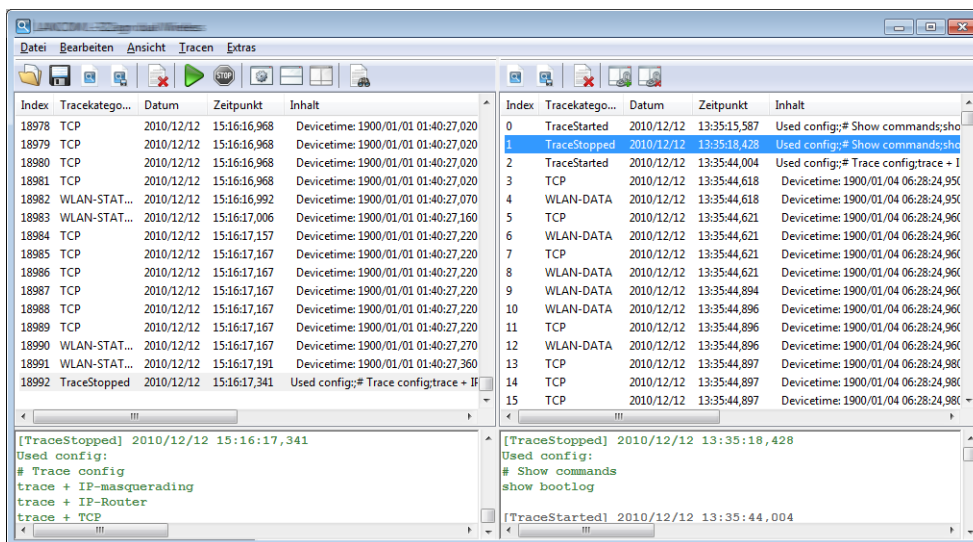 Datei Bearbeiten Ansicht Tracen Extras
STOP
Index Tracekatego... Datum Zeitpunkt Inhalt
18978 TCP 2010/12/12 15:16:16,968 Devicetime: 1900/01/01 01:40:27,020
18979 TCP 2010/12/12 15:16:16,968 Devicetime: 1900/01/01 01:40:27,020
18980 TCP 2010/12/12 15:16:16,968 Devicetime: 1900/01/01 01:40:27,020
18981 TCP 2010/12/12 15:16:16,968 Devicetime: 1900/01/01 01:40:27,020
18982 WLAN-STAT... 2010/12/12 15:16:16,992 Devicetime: 1900/01/01 01:40:27,070
18983 WLAN-STAT... 2010/12/12 15:16:17,006 Devicetime: 1900/01/01 01:40:27,160
18984 TCP 2010/12/12 15:16:17,157 Devicetime: 1900/01/01 01:40:27,220
18985 TCP 2010/12/12 15:16:17,167 Devicetime: 1900/01/01 01:40:27,220
18986 TCP 2010/12/12 15:16:17,167 Devicetime: 1900/01/01 01:40:27,220
18987 TCP 2010/12/12 15:16:17,167 Devicetime: 1900/01/01 01:40:27,220
18988 TCP 2010/12/12 15:16:17,167 Devicetime: 1900/01/01 01:40:27,220
18989 TCP 2010/12/12 15:16:17,167 Devicetime: 1900/01/01 01:40:27,220
18990 WLAN-STAT... 2010/12/12 15:16:17,167 Devicetime: 1900/01/01 01:40:27,270
18991 WLAN-STAT... 2010/12/12 15:16:17,191 Devicetime: 1900/01/01 01:40:27,360
18992 TraceStopped 2010/12/12 15:16:17,341 Used config:;# Trace config;trace + IP
[TraceStopped] 2010/12/12 15:16:17,341
Used config:
# Trace config
trace + IP-masquerading
trace + IP-Router
trace + TCP
Index Tracekatego... Datum Zeitpunkt Inhalt
0 TraceStarted 2010/12/12 13:35:15,587 Used config:;# Show commands;sho
1 TraceStopped 2010/12/12 13:35:18,428 Used config:;# Show commands;sho
2 TraceStarted 2010/12/12 13:35:44,004 Used config:;# Trace config;trace + I
3 TCP 2010/12/12 13:35:44,618 Devicetime: 1900/01/04 06:28:24,950
4 WLAN-DATA 2010/12/12 13:35:44,618 Devicetime: 1900/01/04 06:28:24,950
5 TCP 2010/12/12 13:35:44,621 Devicetime: 1900/01/04 06:28:24,960
6 WLAN-DATA 2010/12/12 13:35:44,621 Devicetime: 1900/01/04 06:28:24,960
7 TCP 2010/12/12 13:35:44,621 Devicetime: 1900/01/04 06:28:24,960
8 WLAN-DATA 2010/12/12 13:35:44,621 Devicetime: 1900/01/04 06:28:24,960
9 WLAN-DATA 2010/12/12 13:35:44,894 Devicetime: 1900/01/04 06:28:24,960
10 WLAN-DATA 2010/12/12 13:35:44,896 Devicetime: 1900/01/04 06:28:24,960
11 TCP 2010/12/12 13:35:44,896 Devicetime: 1900/01/04 06:28:24,960
12 WLAN-DATA 2010/12/12 13:35:44,896 Devicetime: 1900/01/04 06:28:24,960
13 TCP 2010/12/12 13:35:44,897 Devicetime: 1900/01/04 06:28:24,980
14 TCP 2010/12/12 13:35:44,897 Devicetime: 1900/01/04 06:28:24,980
15 TCP 2010/12/12 13:35:44,897 Devicetime: 1900/01/04 06:28:24,980
[TraceStopped] 2010/12/12 13:35:18,428
Used config:
# Show commands
show bootlog
[TraceStarted] 2010/12/12 13:35:44,004